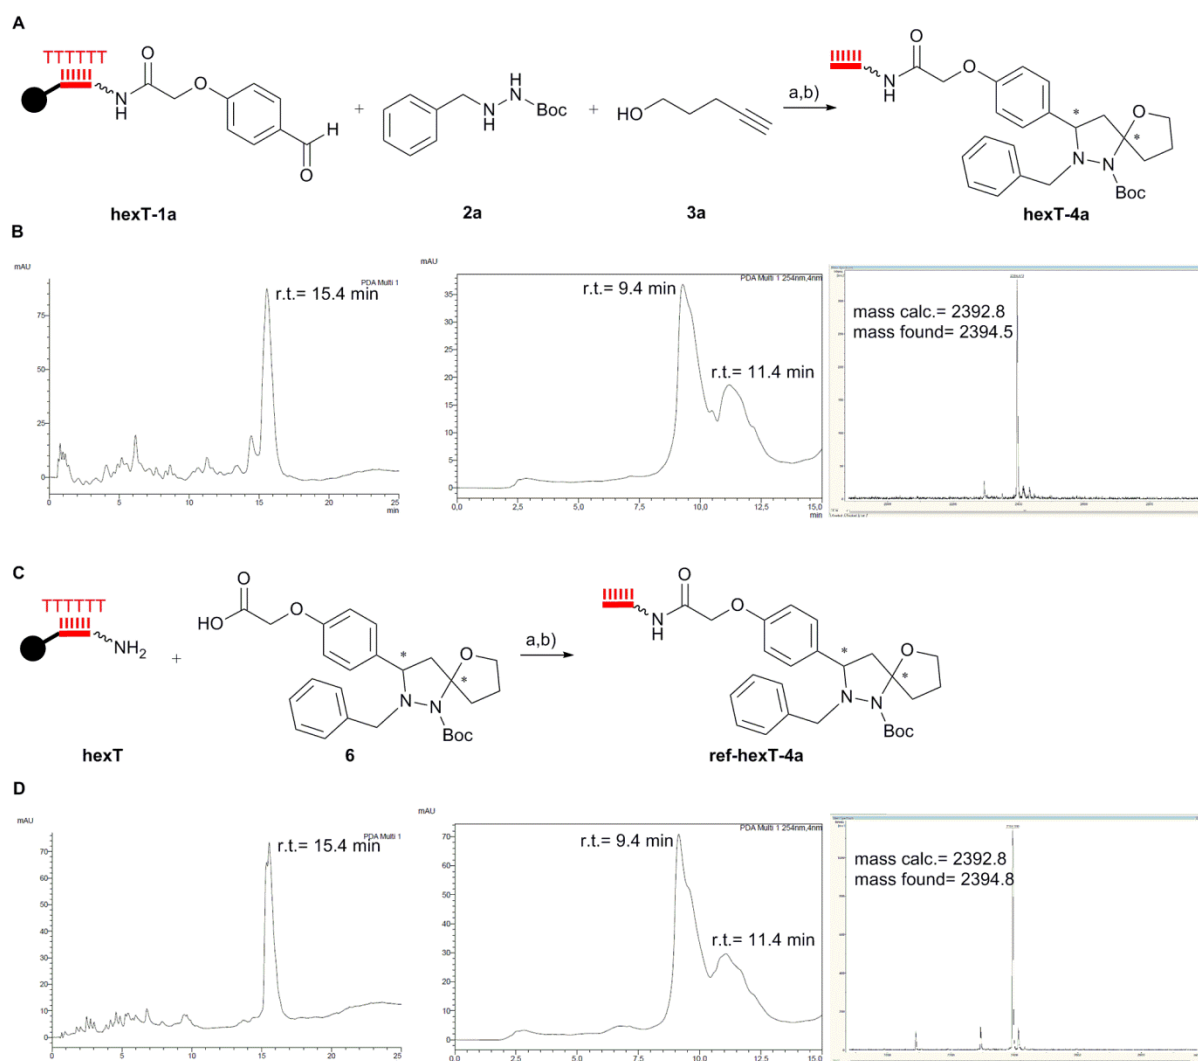 A
TTTTTT
O
N
H
O
O
H
+
N
H
H
N
Boc
+
HO
a,b)
N
H
O
O
*
O
*
N
N
Boc
hexT-1a
2a
3a
hexT-4a
B
mAU
PDA Multi 1
r.t.= 15.4 min
75
50
25
0
0
5
10
15
20
25
min
mAU
PDA Multi 1 254nm,4nm
r.t.= 9.4 min
r.t.= 11.4 min
35
30
25
20
15
10
5
0
0,0
2,5
5,0
7,5
10,0
12,5
15,0
min
mass calc.= 2392.8
mass found= 2394.5
C
TTTTTT
NH2
+
O
HO
O
*
O
*
N
N
Boc
a,b)
N
H
O
O
*
O
*
N
N
Boc
hexT
6
ref-hexT-4a
D
mAU
PDA Multi 1
r.t.= 15.4 min
70
60
50
40
30
20
10
0
0
5
10
15
20
25
mAU
PDA Multi 1 254nm,4nm
r.t.= 9.4 min
r.t.= 11.4 min
70
60
50
40
30
20
10
0
0.0
2.5
5.0
7.5
10.0
12.5
15.0
min
mass calc.= 2392.8
mass found= 2394.8